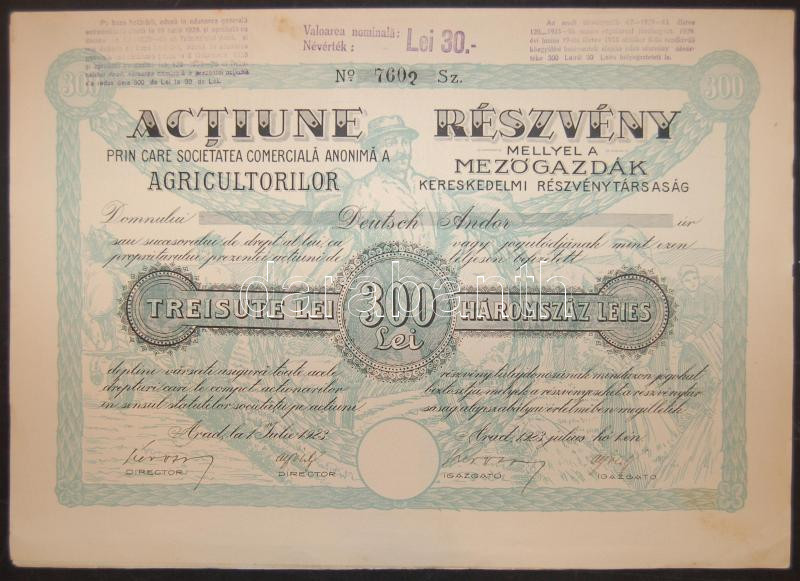 Valoarea nominală:
Névérték :
Lei 30.-
Nº 7602 Sz.
300
300
ACȚIUNE
PRIN CARE SOCIETATEA COMERCIALĂ ANONIMĂ A
AGRICULTORILOR
RÉSZVÉNY
MELLYEL A
MEZŐGAZDÁK
KERESKEDELMI RÉSZVÉNYTÁRSASÁG
Domnului Deutsch Andor úr
sau succesorului de drept al lui, ca
propritarului prezentei acțiuni de
vagy jogutódjának mint ezen
teljesen befizetett
TREISUTE LEI
300
Lei
HÁROMSZÁZ LEIES
deplini vărsate asigură toate acele
drepturi cari le compet acționarilor
în sensul statutelor societății pe acțiuni
részvény tulajdonosának mindazon jogokat
biztosítja, melyek a részvényeseket a részvénytár
saság alapszabályai értelmében megilletik
Arad, la 1 Iulie 1923
Arad, 1923 julius hó 1-én
DIRECTOR
DIRECTOR
IGAZGATÓ
IGAZGATÓ